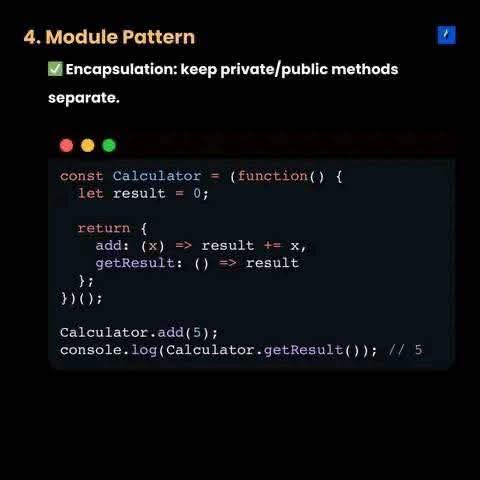 4. Module Pattern
✅ Encapsulation: keep private/public methods
separate.
const Calculator = (function() {
  let result = 0;

  return {
    add: (x) => result += x,
    getResult: () => result
  };
})();

Calculator.add(5);
console.log(Calculator.getResult()); // 5